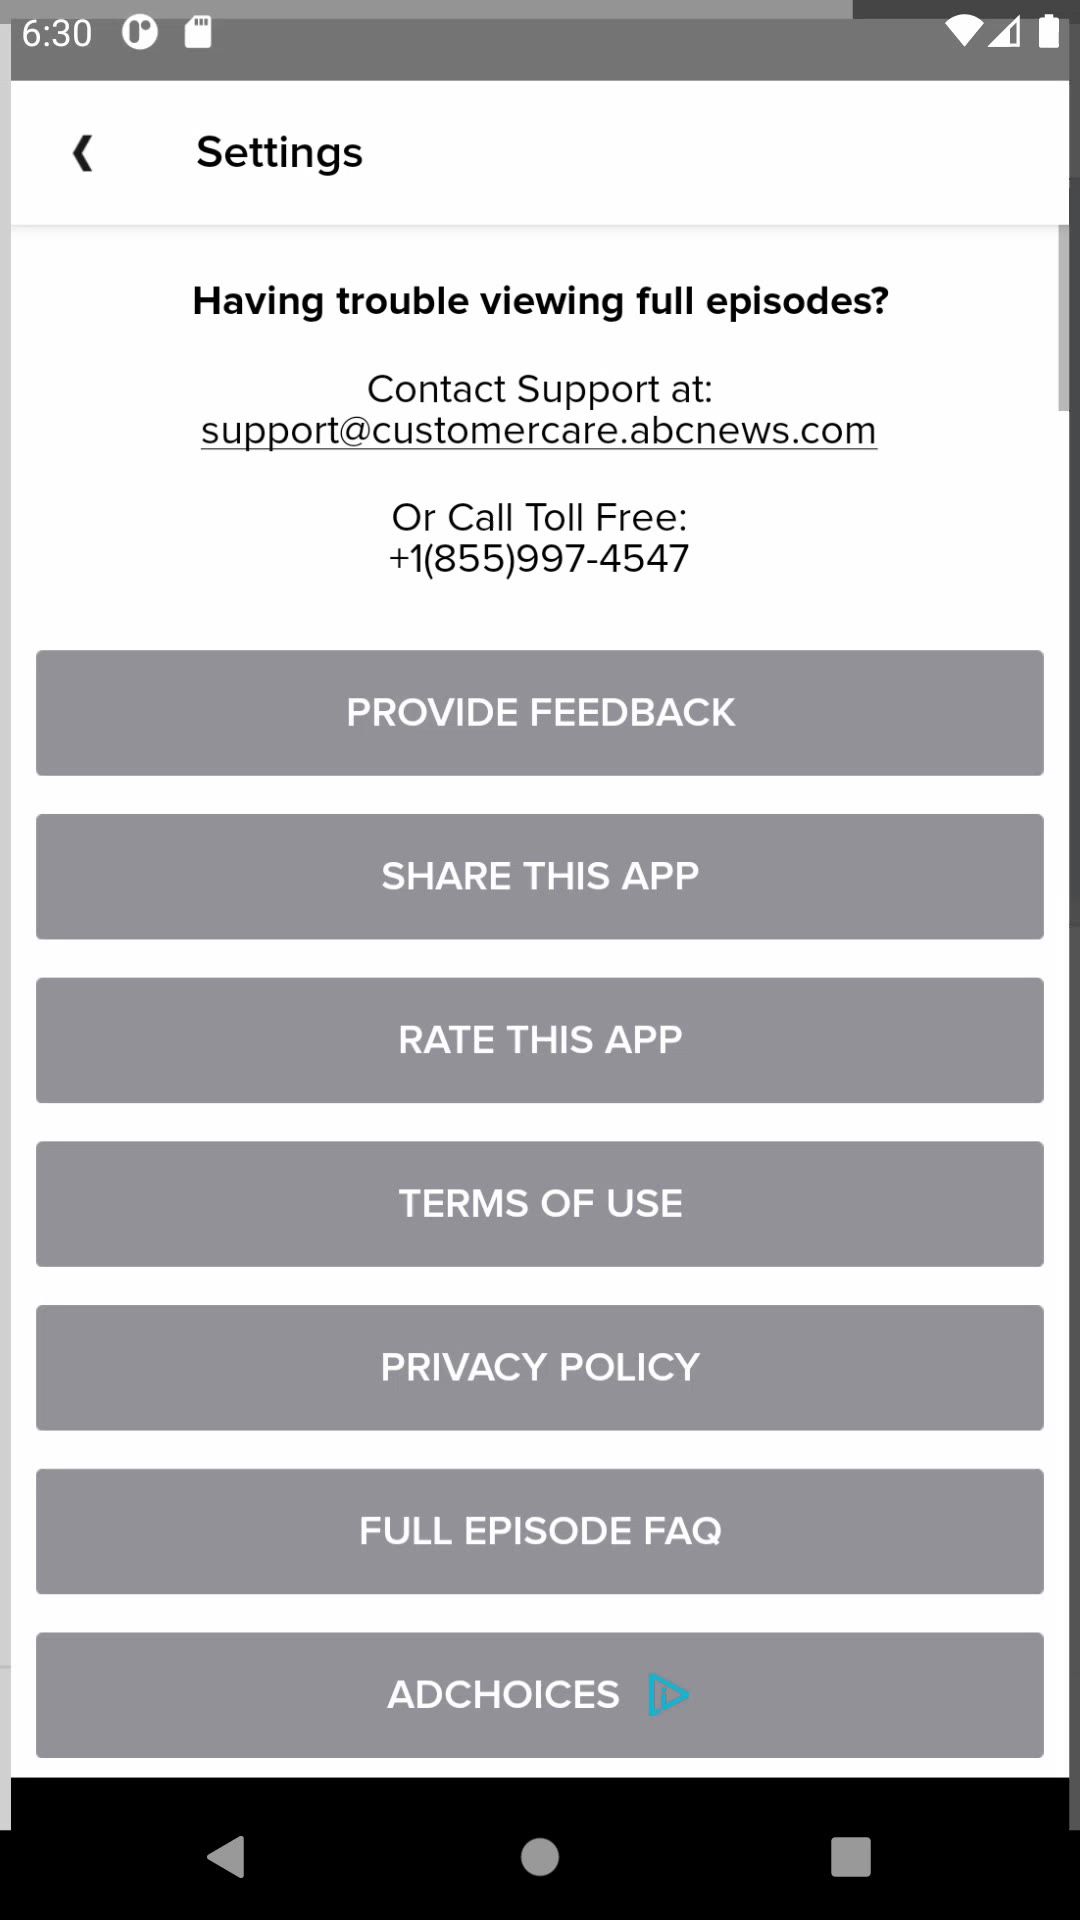 6:30
Settings
Having trouble viewing full episodes?
Contact Support at:
support@customercare.abcnews.com
Or Call Toll Free:
+1(855)997-4547
PROVIDE FEEDBACK
SHARE THIS APP
RATE THIS APP
TERMS OF USE
PRIVACY POLICY
FULL EPISODE FAQ
ADCHOICES